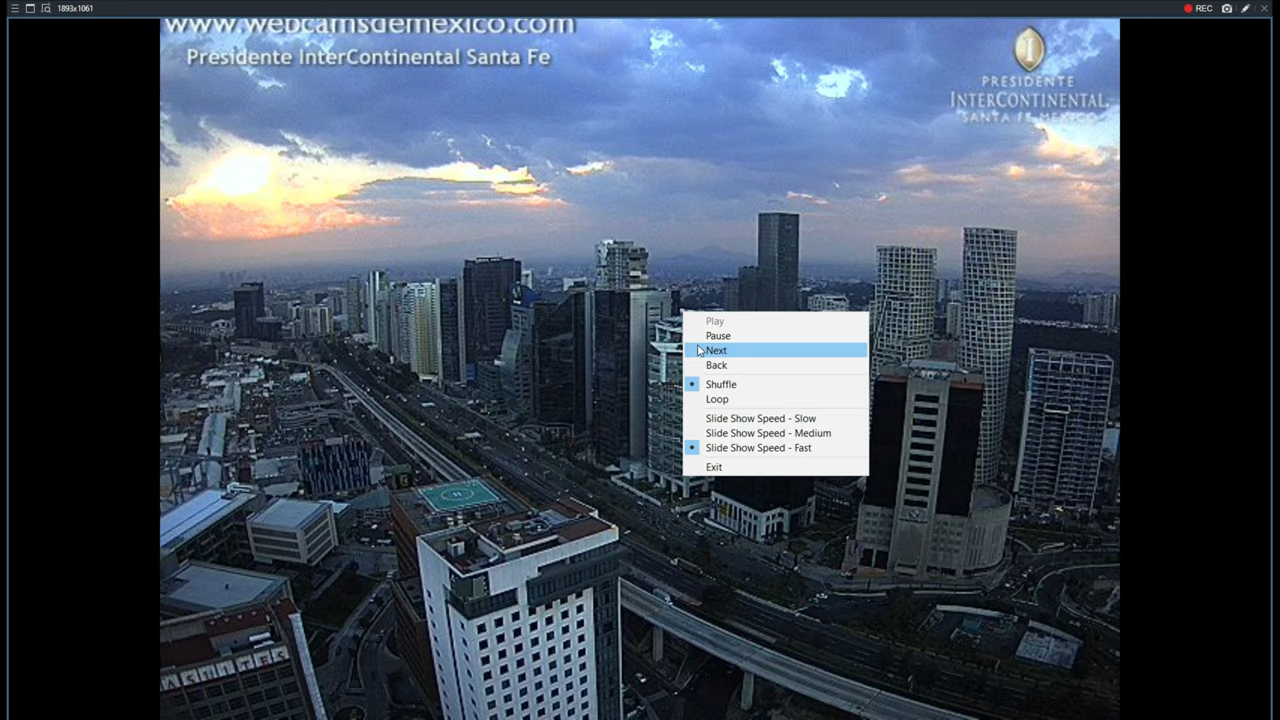 1893x1061
REC
www.webcamsdemexico.com
Presidente InterContinental Santa Fe
PRESIDENTE
INTERCONTINENTAL.
SANTA FE MEXICO
Play
Pause
Next
Back
Shuffle
Loop
Slide Show Speed - Slow
Slide Show Speed - Medium
Slide Show Speed - Fast
Exit
SUITES